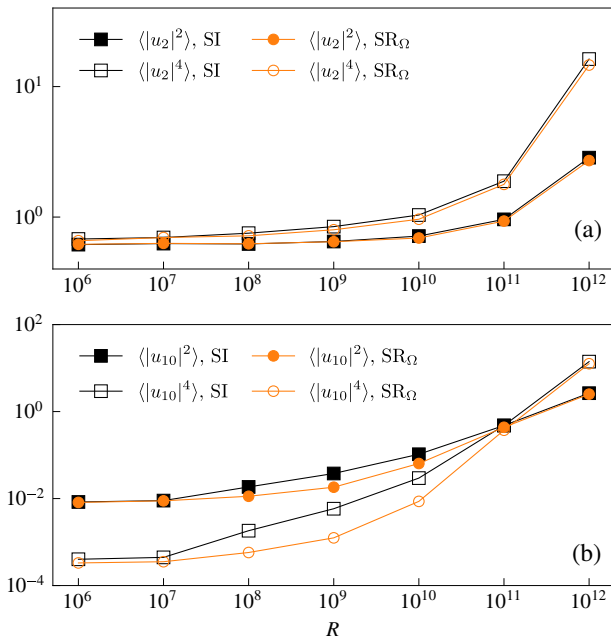 ⟨|u₂|²⟩, SI ⟨|u₂|²⟩, SR_Ω
⟨|u₂|⁴⟩, SI ⟨|u₂|⁴⟩, SR_Ω
10¹
10⁰
(a)
10⁶ 10⁷ 10⁸ 10⁹ 10¹⁰ 10¹¹ 10¹²
10²
⟨|u₁₀|²⟩, SI ⟨|u₁₀|²⟩, SR_Ω
⟨|u₁₀|⁴⟩, SI ⟨|u₁₀|⁴⟩, SR_Ω
10⁰
10⁻²
(b)
10⁻⁴
10⁶ 10⁷ 10⁸ 10⁹ 10¹⁰ 10¹¹ 10¹²
R